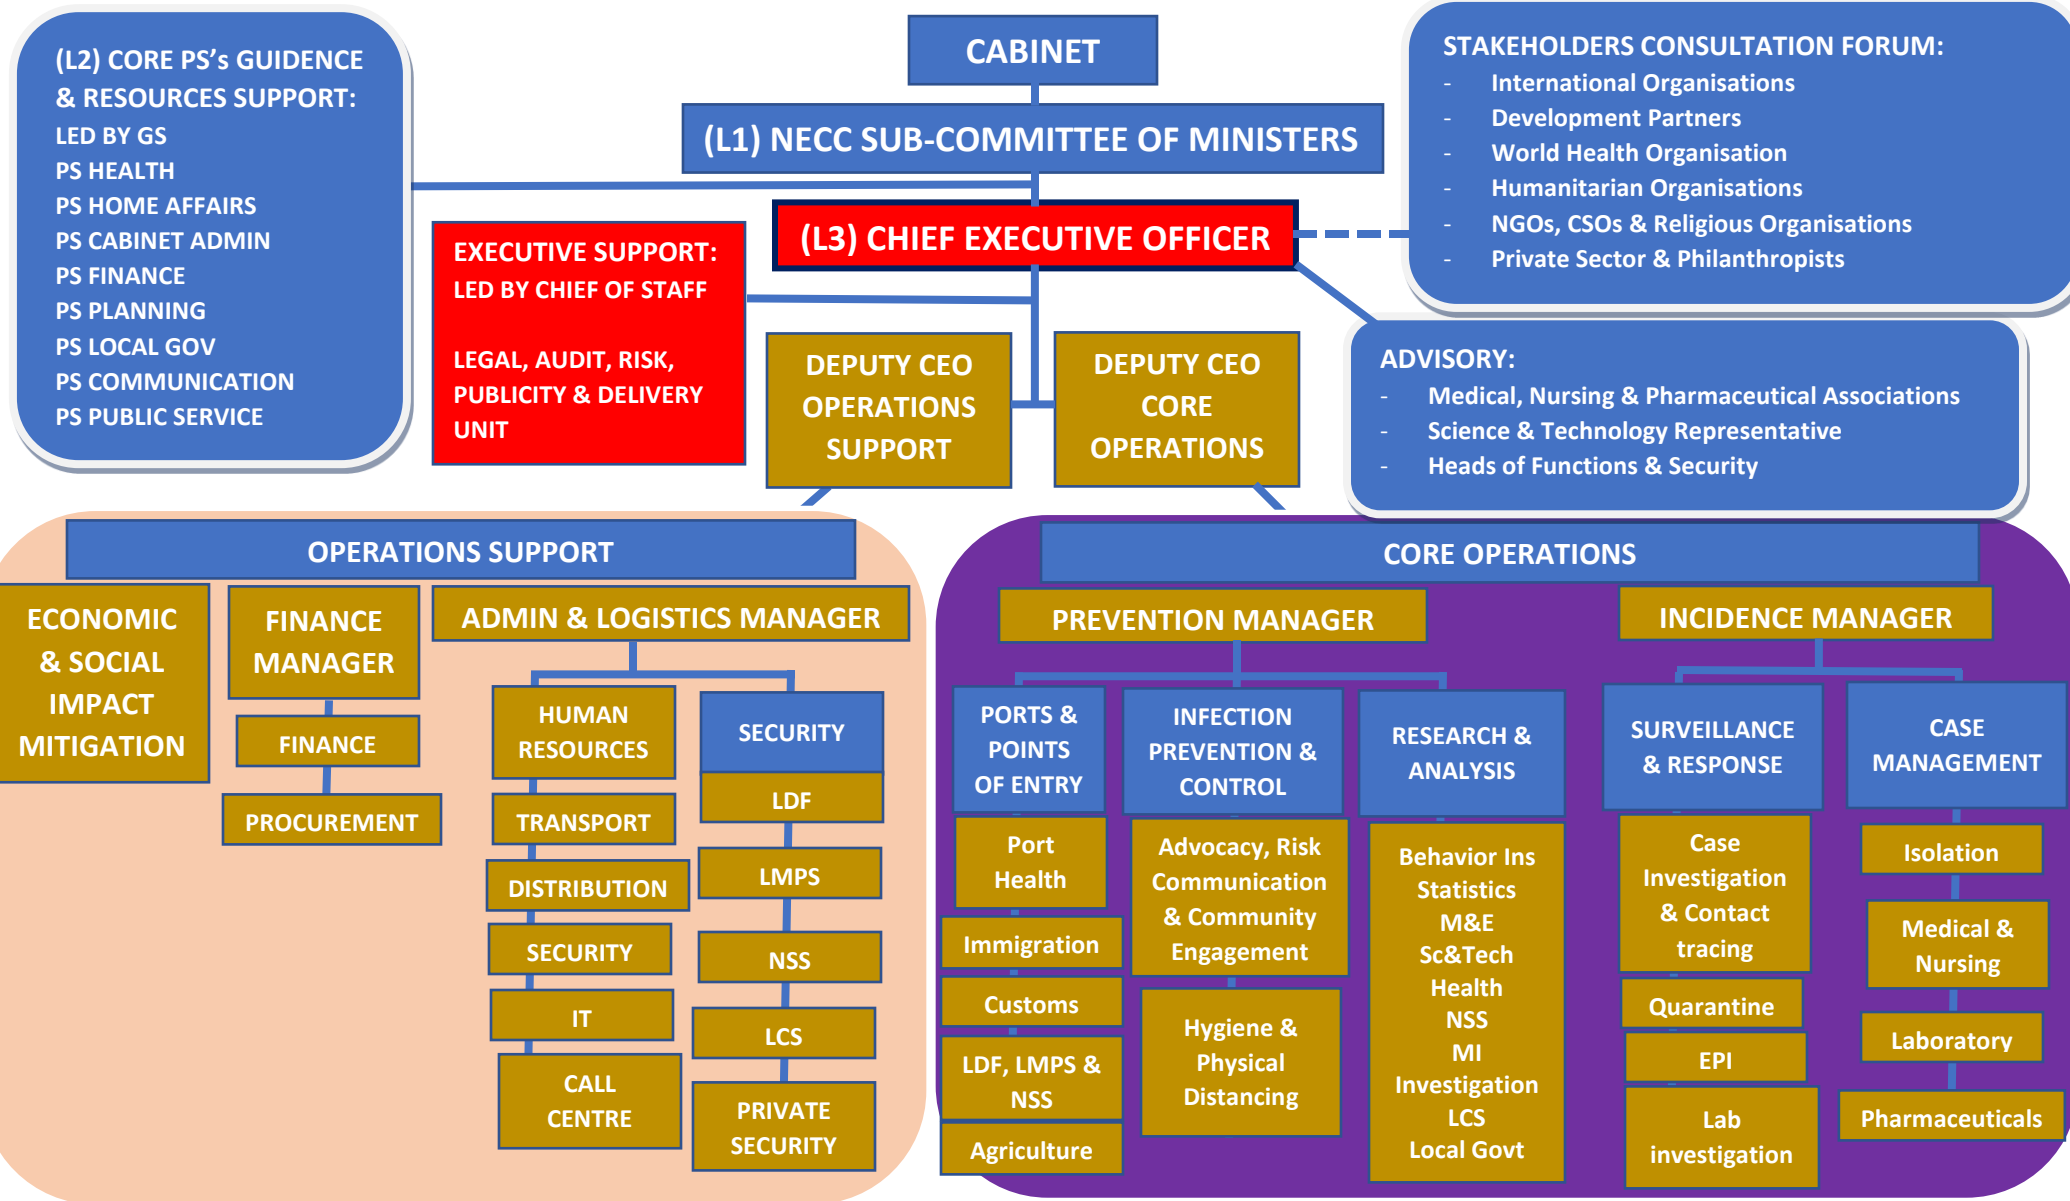 CABINET
(L1) NECC SUB-COMMITTEE OF MINISTERS
(L3) CHIEF EXECUTIVE OFFICER
(L2) CORE PS's GUIDENCE
& RESOURCES SUPPORT:
LED BY GS
PS HEALTH
PS HOME AFFAIRS
PS CABINET ADMIN
PS FINANCE
PS PLANNING
PS LOCAL GOV
PS COMMUNICATION
PS PUBLIC SERVICE
EXECUTIVE SUPPORT:
LED BY CHIEF OF STAFF
LEGAL, AUDIT, RISK,
PUBLICITY & DELIVERY
UNIT
STAKEHOLDERS CONSULTATION FORUM:
- International Organisations
- Development Partners
- World Health Organisation
- Humanitarian Organisations
- NGOs, CSOs & Religious Organisations
- Private Sector & Philanthropists
ADVISORY:
- Medical, Nursing & Pharmaceutical Associations
- Science & Technology Representative
- Heads of Functions & Security
DEPUTY CEO
OPERATIONS
SUPPORT
DEPUTY CEO
CORE
OPERATIONS
OPERATIONS SUPPORT
ECONOMIC
& SOCIAL
IMPACT
MITIGATION
FINANCE
MANAGER
FINANCE
PROCUREMENT
ADMIN & LOGISTICS MANAGER
HUMAN
RESOURCES
TRANSPORT
DISTRIBUTION
SECURITY
IT
CALL
CENTRE
SECURITY
LDF
LMPS
NSS
LCS
PRIVATE
SECURITY
CORE OPERATIONS
PREVENTION MANAGER
PORTS &
POINTS
OF ENTRY
Port
Health
Immigration
Customs
LDF, LMPS &
NSS
Agriculture
INFECTION
PREVENTION &
CONTROL
Advocacy, Risk
Communication
& Community
Engagement
Hygiene &
Physical
Distancing
RESEARCH &
ANALYSIS
Behavior Ins
Statistics
M&E
Sc&Tech
Health
NSS
MI
Investigation
LCS
Local Govt
INCIDENCE MANAGER
SURVEILLANCE
& RESPONSE
Case
Investigation
& Contact
tracing
Quarantine
EPI
Lab
investigation
CASE
MANAGEMENT
Isolation
Medical &
Nursing
Laboratory
Pharmaceuticals